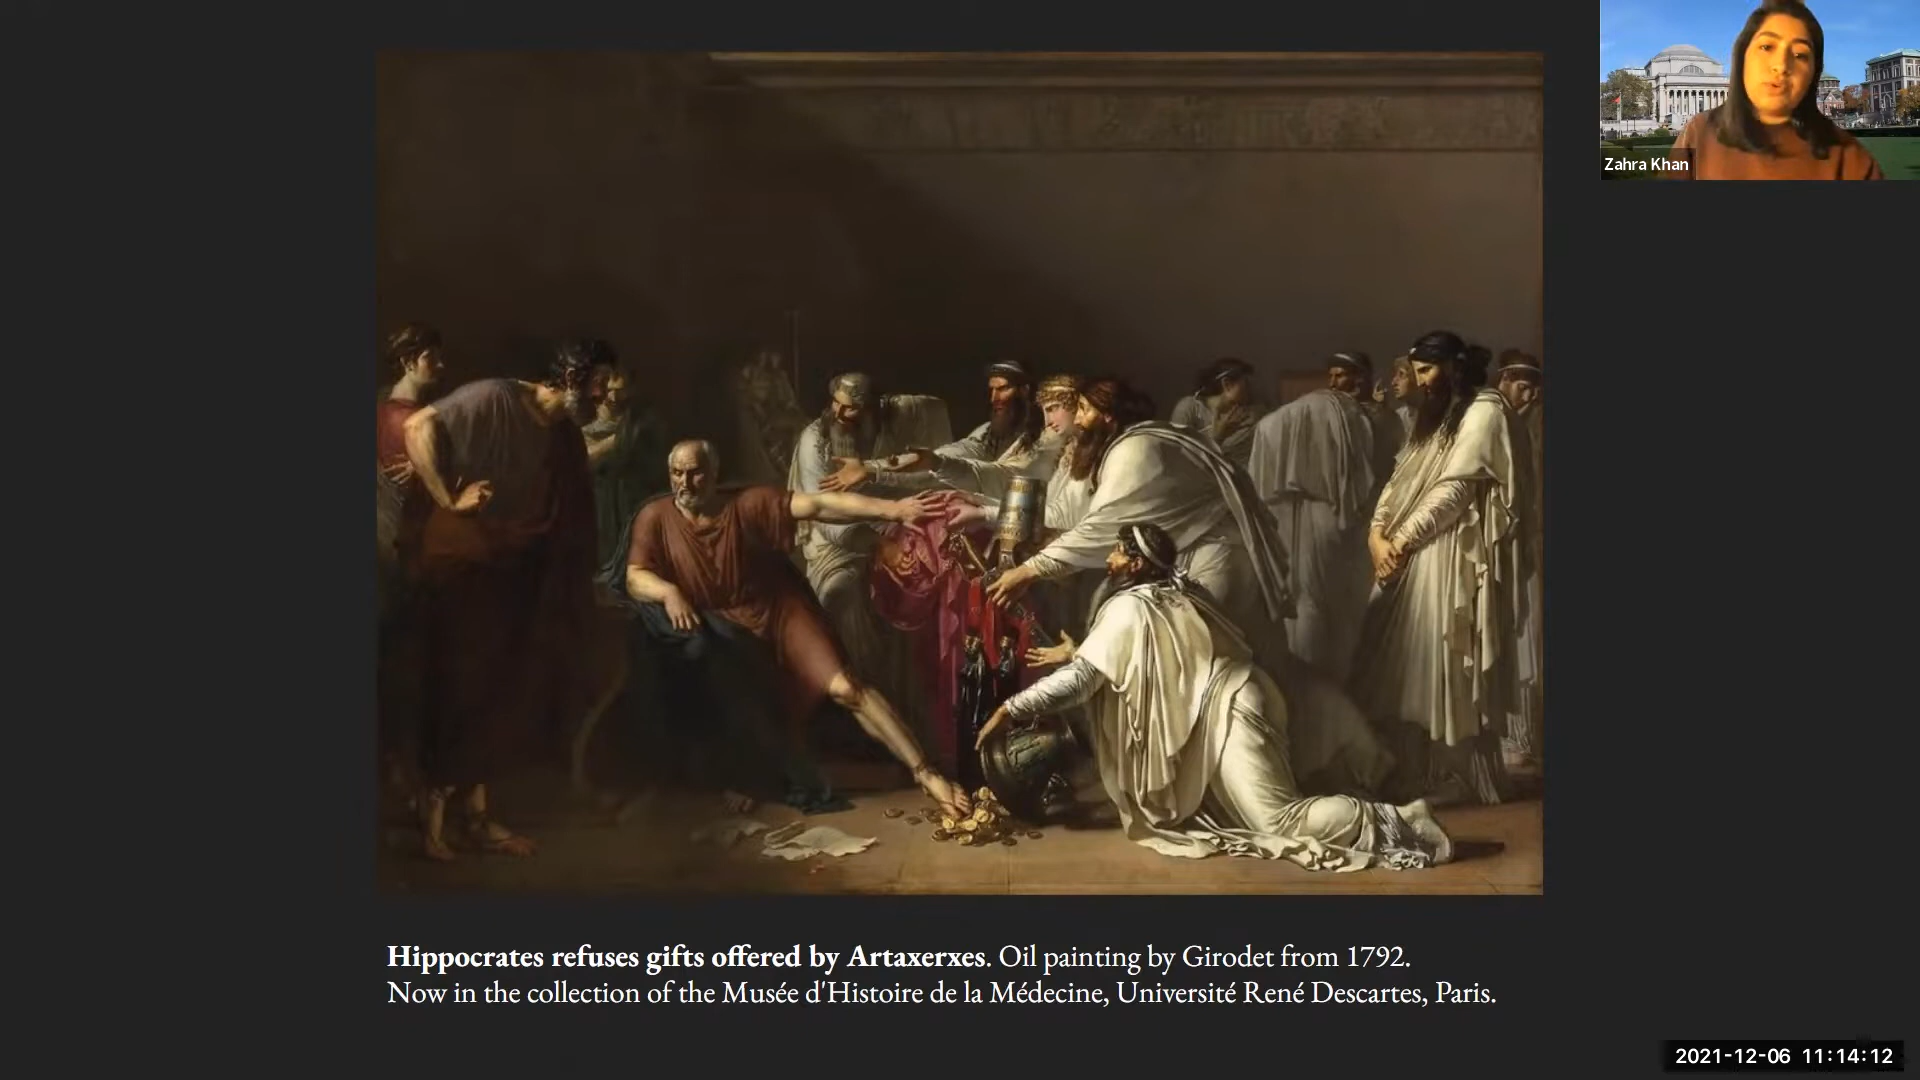 Zahra Khan
Hippocrates refuses gifts offered by Artaxerxes. Oil painting by Girodet from 1792.
Now in the collection of the Musée d'Histoire de la Médecine, Université René Descartes, Paris.
2021-12-06 11:14:12